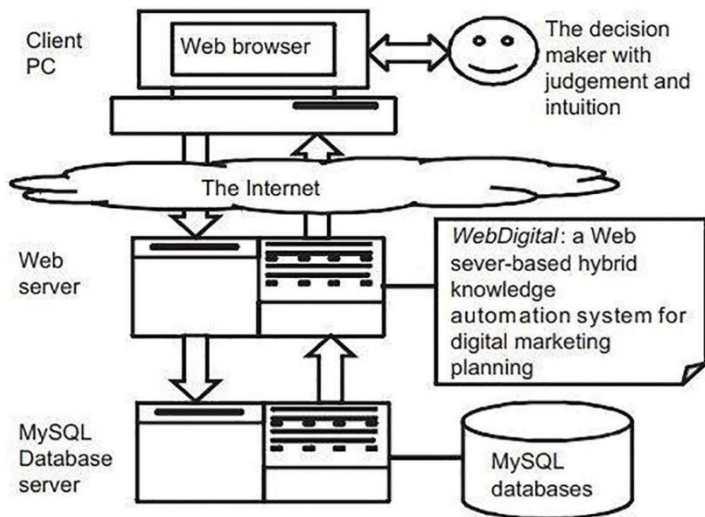 Client
PC
Web browser
The decision
maker with
judgement and
intuition
The Internet
Web
server
WebDigital: a Web
sever-based hybrid
knowledge
automation system for
digital marketing
planning
MySQL
Database
server
MySQL
databases